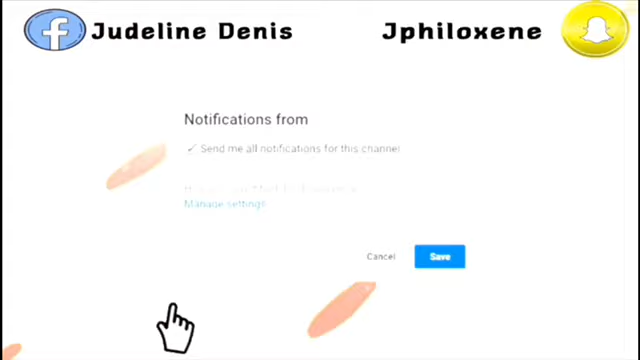 Judeline Denis
Jphiloxene
Notifications from
Send me all notifications for this channel
Manage settings
Cancel
Save